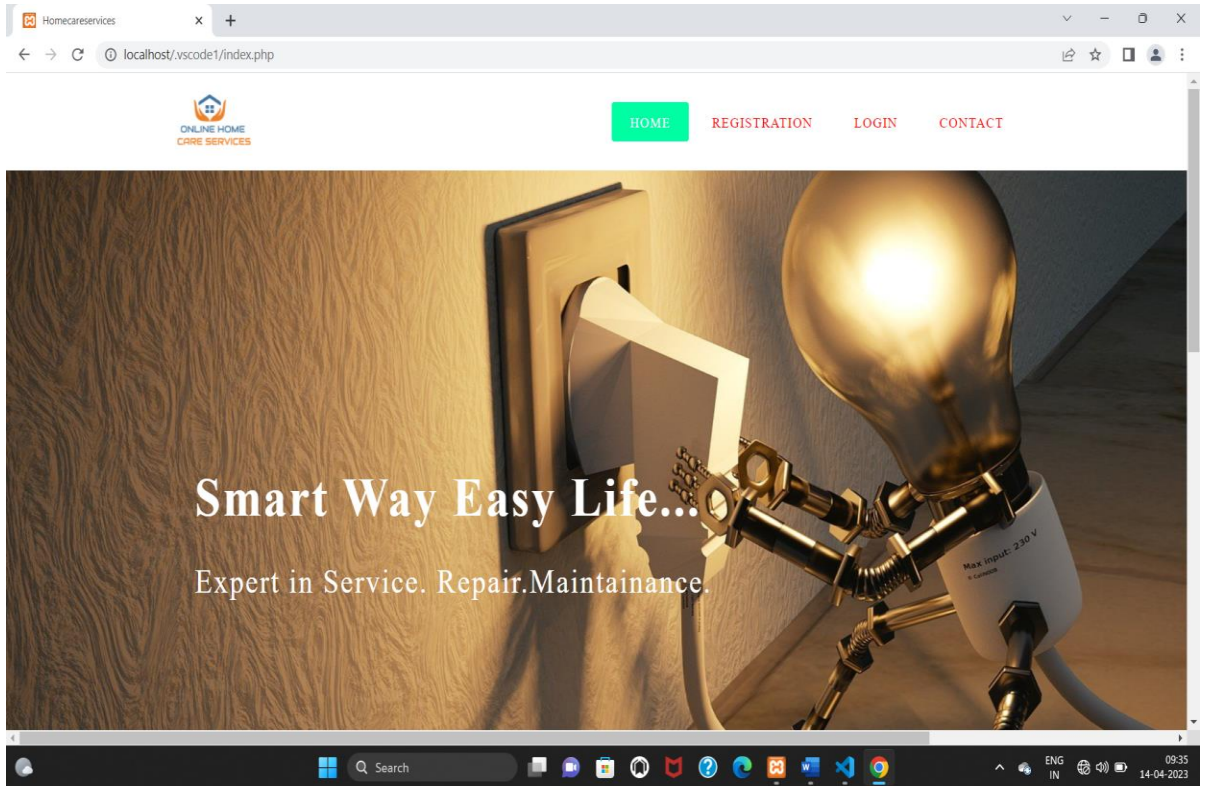 Homecareservices
localhost/.vscode1/index.php
ONLINE HOME
CARE SERVICES
HOME REGISTRATION LOGIN CONTACT
Smart Way Easy Life...
Expert in Service. Repair.Maintainance.
Max input: 230 V
Search
ENG
IN
09:35
14-04-2023